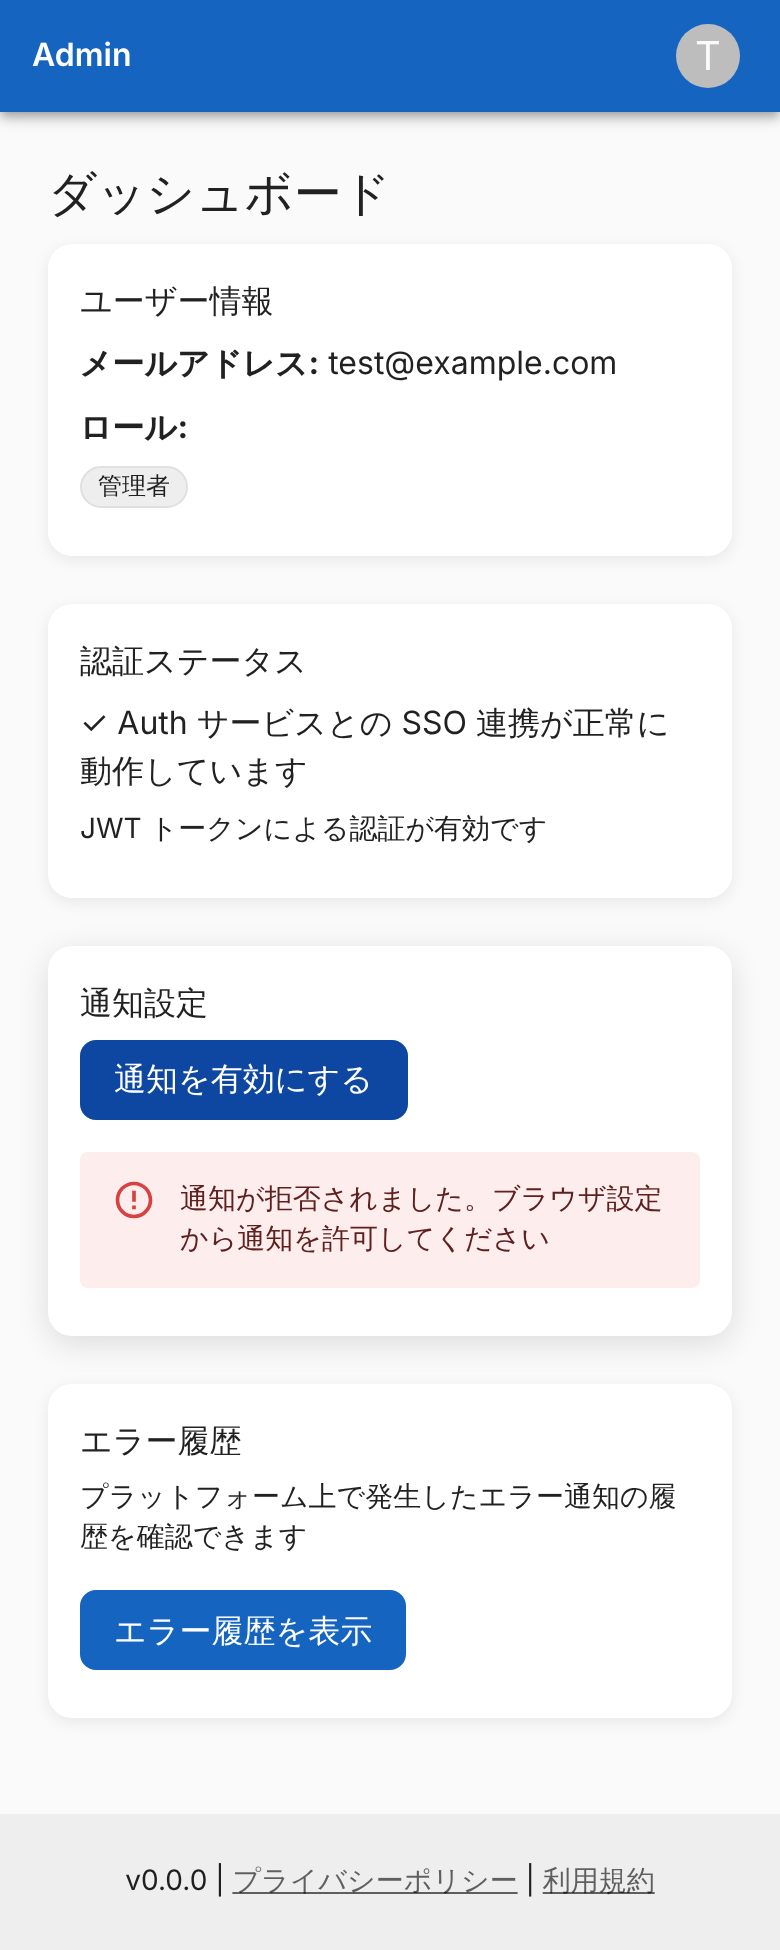 Admin
T
ダッシュボード
ユーザー情報
メールアドレス: test@example.com
ロール:
管理者
認証ステータス
✓ Auth サービスとの SSO 連携が正常に
動作しています
JWT トークンによる認証が有効です
通知設定
通知を有効にする
通知が拒否されました。ブラウザ設定
から通知を許可してください
エラー履歴
プラットフォーム上で発生したエラー通知の履
歴を確認できます
エラー履歴を表示
v0.0.0 | プライバシーポリシー | 利用規約